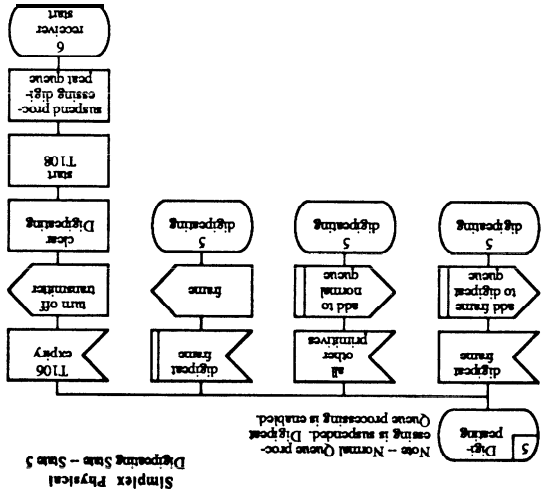 Simplex Physical
Digipeating State – State 5
5
Digi-
peating
Note – Normal Queue proc-
essing is suspended. Digipeat
Queue processing is enabled.
digipeat
frame
add frame
to digipeat
queue
5
digipeating
all
other
primitives
add to
normal
queue
5
digipeating
digipeat
frame
frame
5
digipeating
T106
expiry
turn off
transmitter
clear
Digipeating
start
T108
suspend proc-
essing digi-
peat queue
6
receiver
start